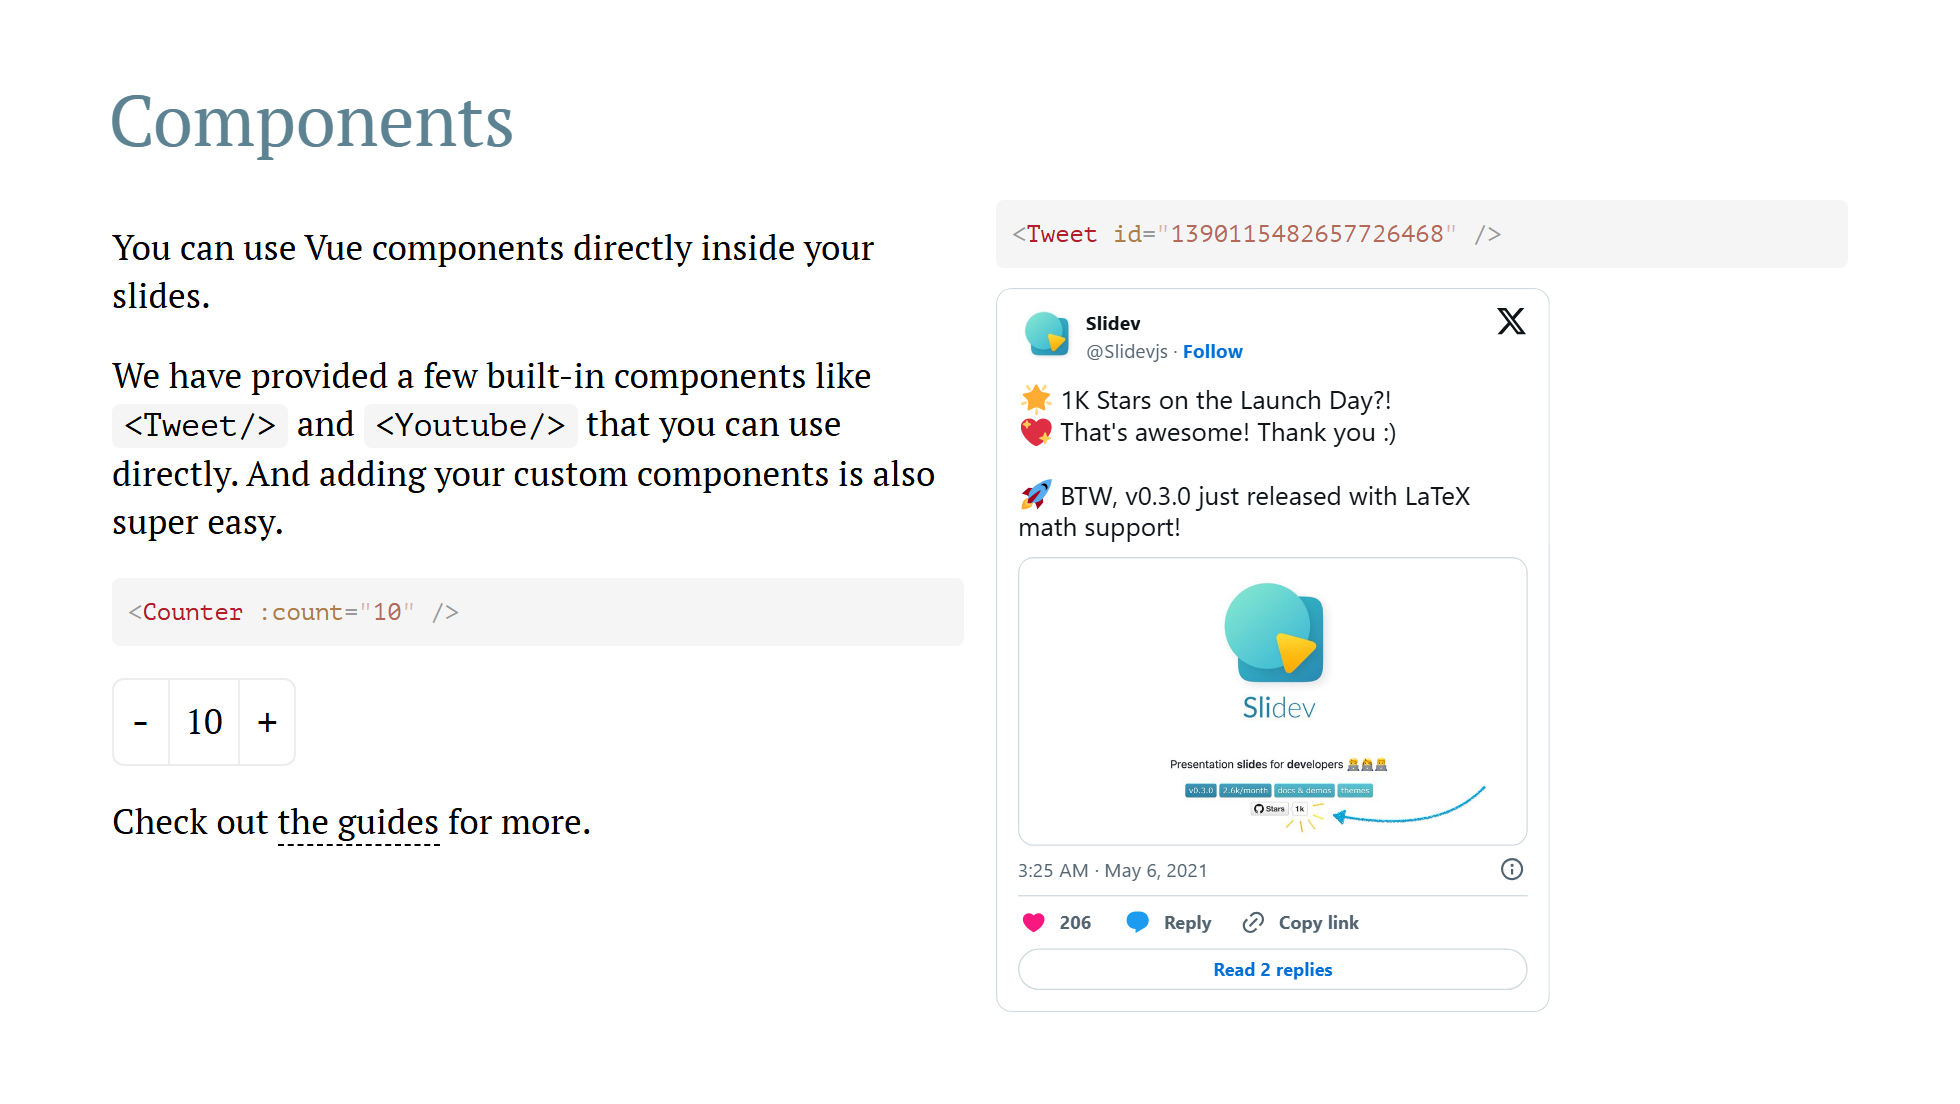 Components
You can use Vue components directly inside your
slides.
We have provided a few built-in components like
<Tweet/> and <Youtube/> that you can use
directly. And adding your custom components is also
super easy.
<Counter :count="10" />
- 10 +
Check out the guides for more.
<Tweet id="1390115482657726468" />
Slidev
@Slidevjs · Follow
🌟 1K Stars on the Launch Day?!
💖 That's awesome! Thank you :)
🚀 BTW, v0.3.0 just released with LaTeX
math support!
Slidev
Presentation slides for developers 🧑‍💻👩‍💻👨‍💻
v0.3.0 2.6k/month docs & demos themes
Stars 1k
3:25 AM · May 6, 2021
206 Reply Copy link
Read 2 replies